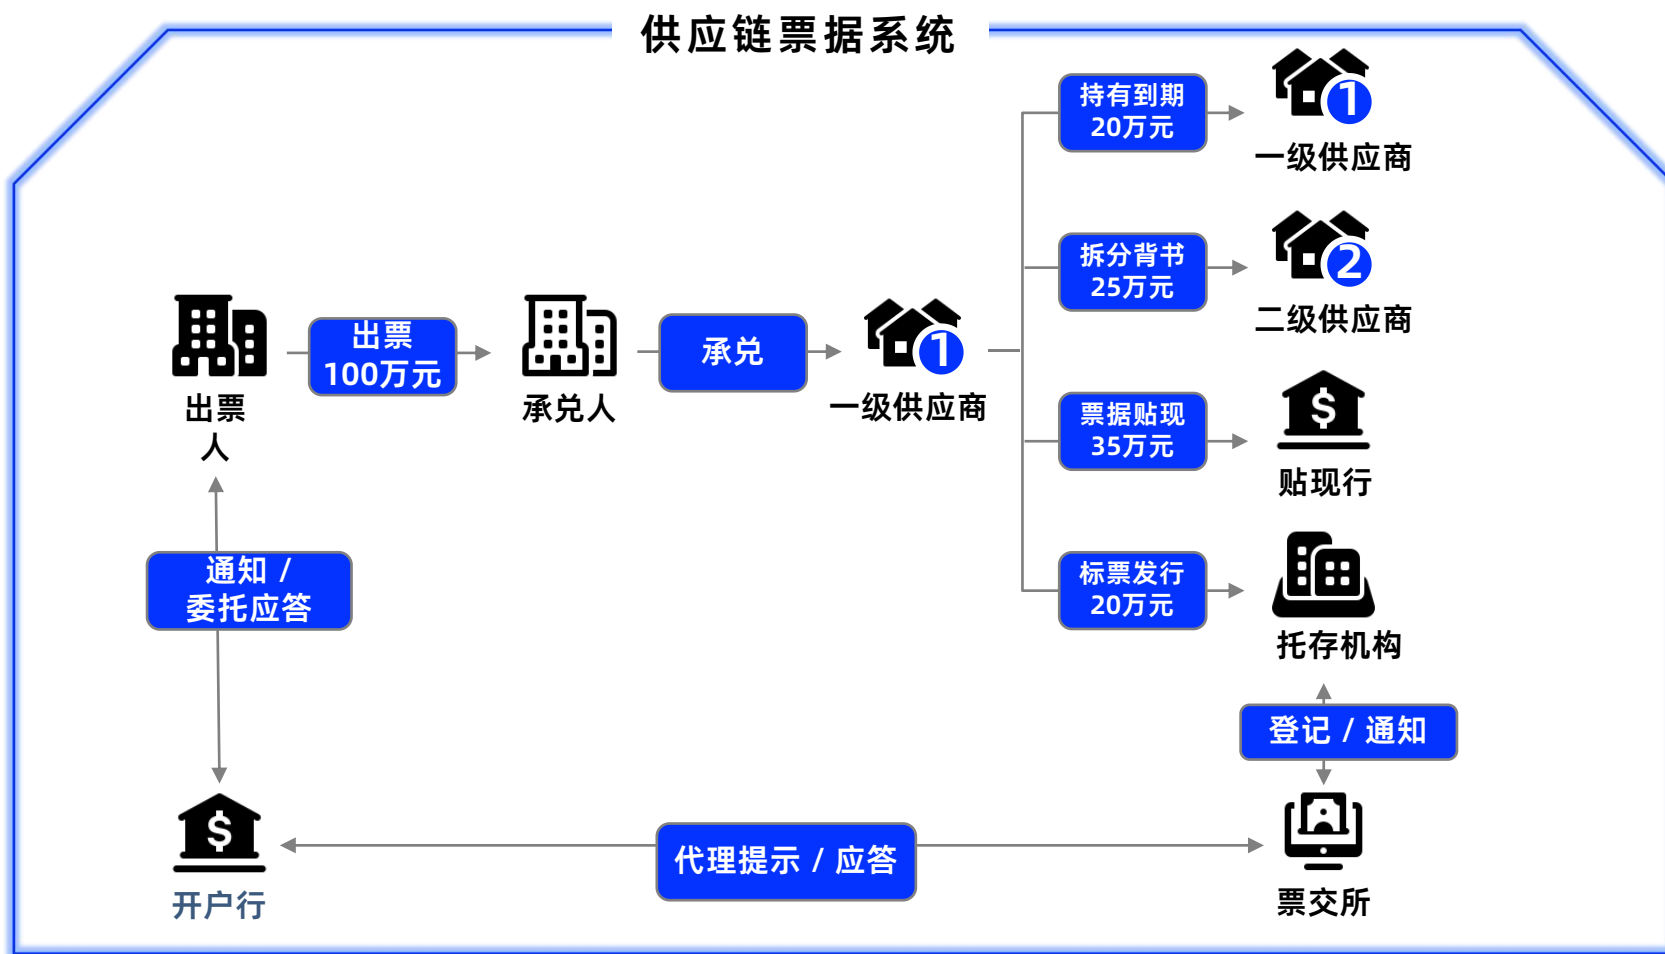 供应链票据系统
持有到期
20万元
1
一级供应商
拆分背书
25万元
2
二级供应商
出票
100万元
承兑
1
出票
人
承兑人
一级供应商
票据贴现
35万元
$
贴现行
通知 /
委托应答
标票发行
20万元
托存机构
登记 / 通知
$
代理提示 / 应答
开户行
票交所